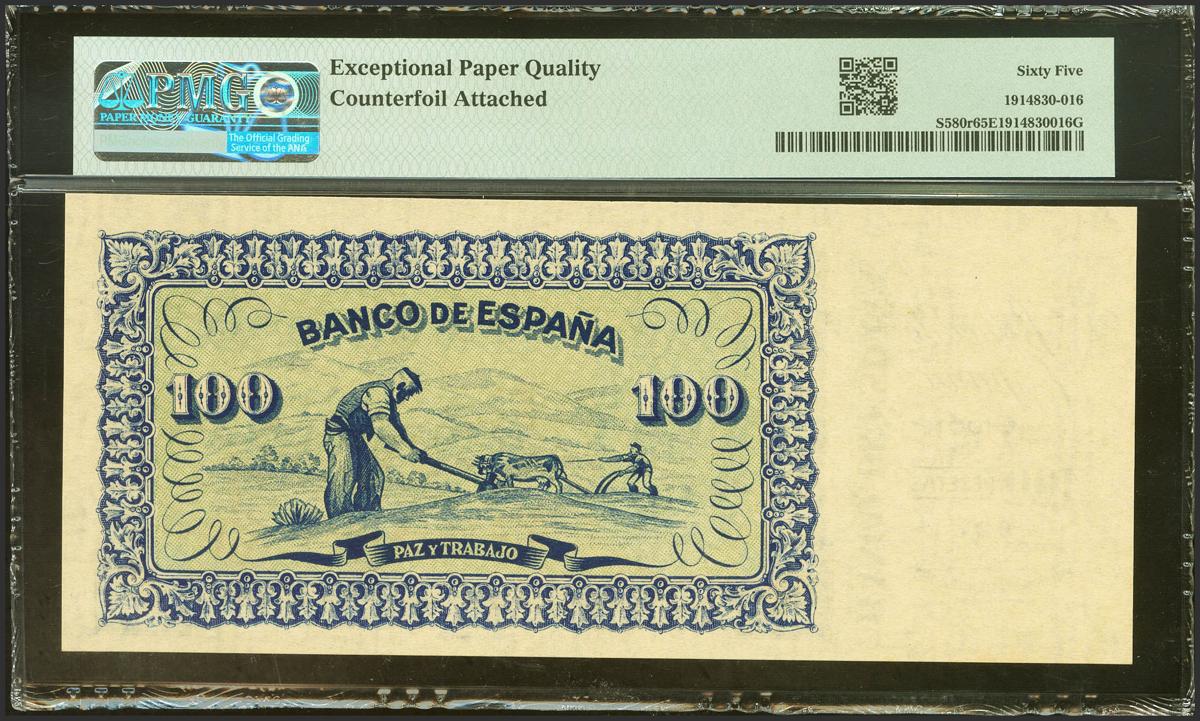 PMG
PAPER MONEY GUARANTY
The Official Grading
Service of the ANA
Exceptional Paper Quality
Counterfoil Attached
Sixty Five
1914830-016
S580r65E1914830016G
BANCO DE ESPAÑA
100
100
PAZ Y TRABAJO